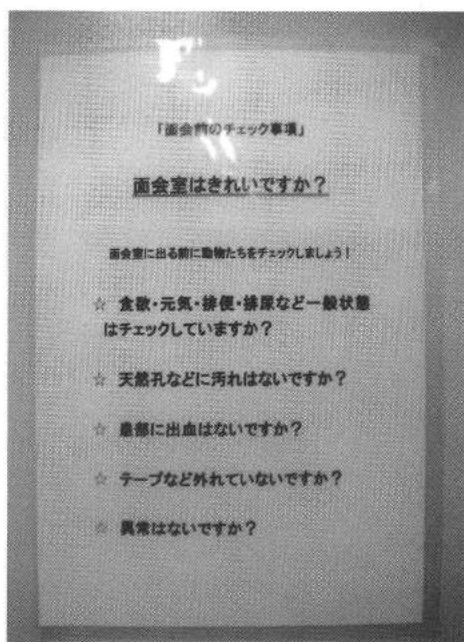 「面会前のチェック事項」
面会室はきれいですか？
面会室に出る前に動物たちをチェックしましょう！
☆ 食欲・元気・排便・排尿など一般状態
はチェックしていますか？
☆ 天然孔などに汚れはないですか？
☆ 患部に出血はないですか？
☆ テープなど外れていないですか？
☆ 異常はないですか？